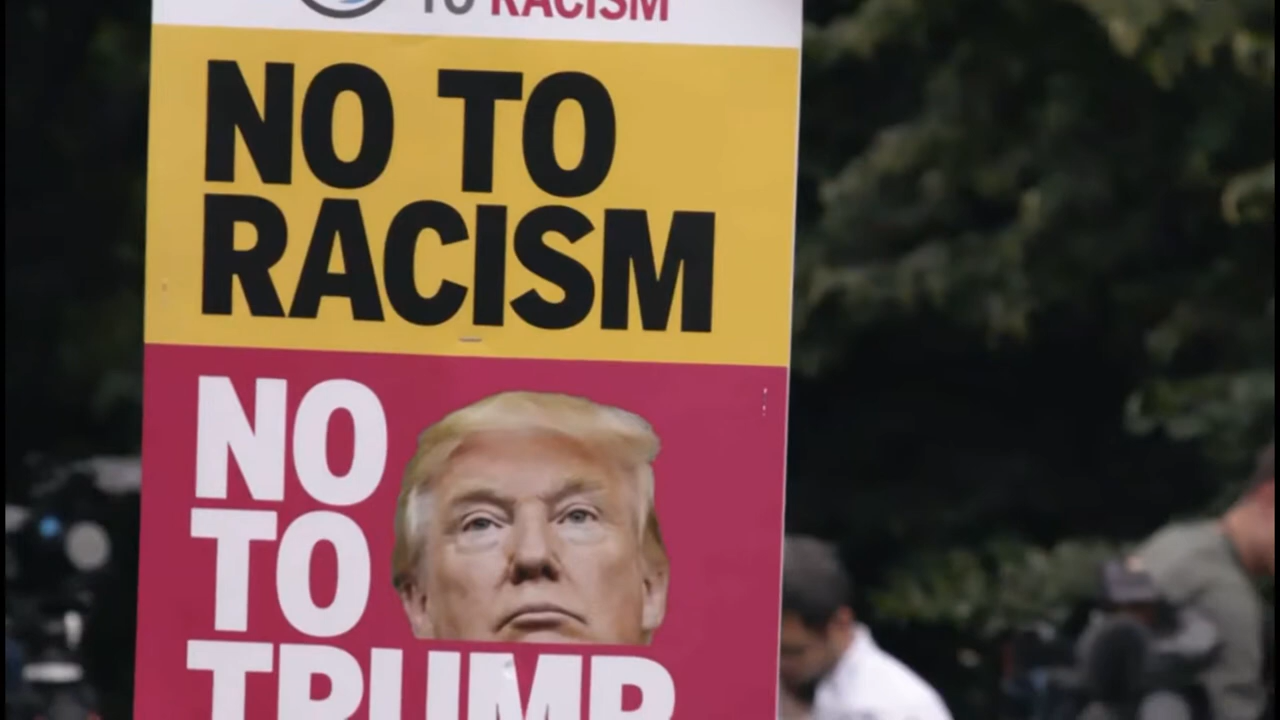 TO RACISM
NO TO
RACISM
NO
TO
TRUMP